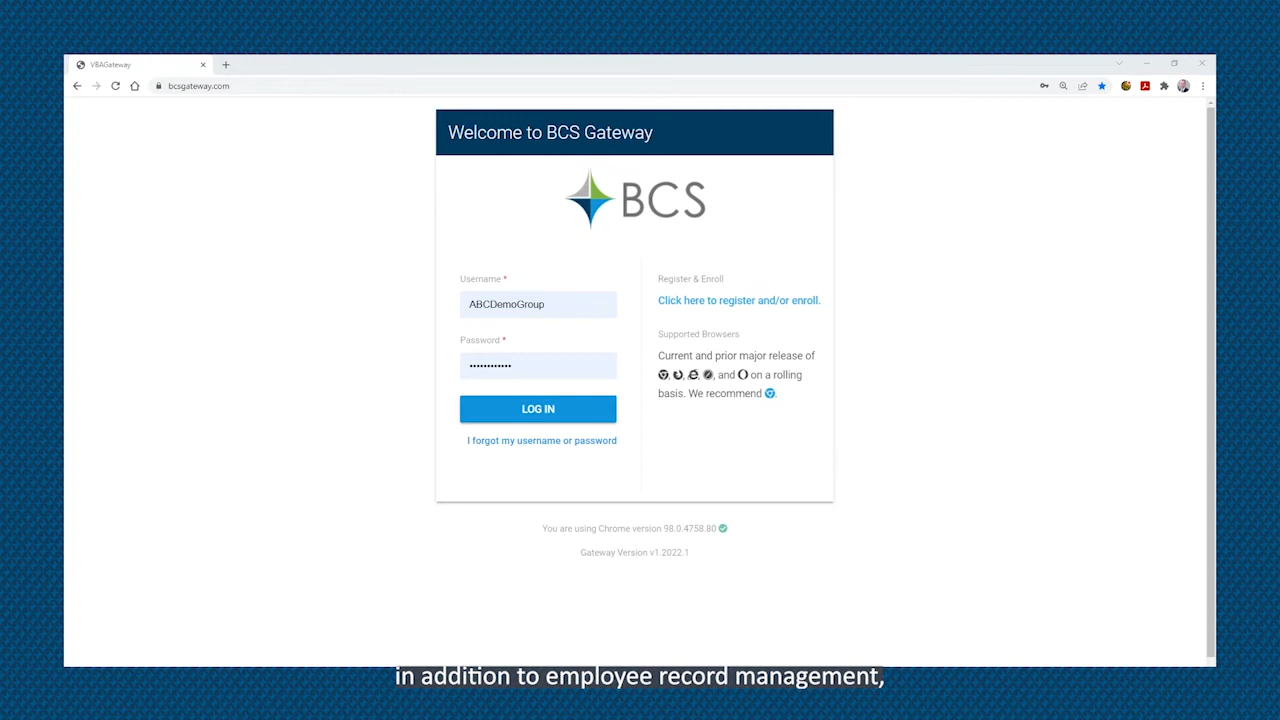 VBAGateway
bcsgateway.com
Welcome to BCS Gateway
BCS
Username *
ABCDemoGroup
Password *
••••••••••••
LOG IN
I forgot my username or password
Register & Enroll
Click here to register and/or enroll.
Supported Browsers
Current and prior major release of
, , , , and on a rolling
basis. We recommend .
You are using Chrome version 98.0.4758.80
Gateway Version v1.2022.1
in addition to employee record management,